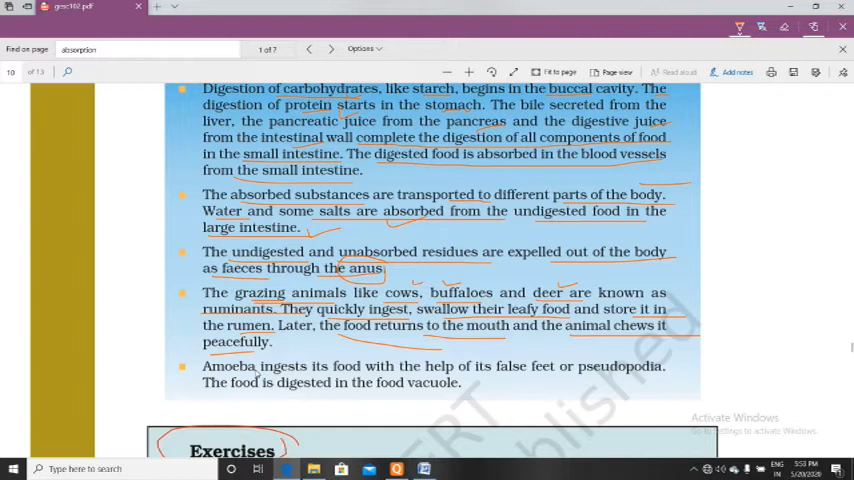 gesc102.pdf
Find on page
absorption
1 of 7
Options
10
of 13
Fit to page
Page view
Read aloud
Add notes
Digestion of carbohydrates, like starch, begins in the buccal cavity. The
digestion of protein starts in the stomach. The bile secreted from the
liver, the pancreatic juice from the pancreas and the digestive juice
from the intestinal wall complete the digestion of all components of food
in the small intestine. The digested food is absorbed in the blood vessels
from the small intestine.
The absorbed substances are transported to different parts of the body.
Water and some salts are absorbed from the undigested food in the
large intestine.
The undigested and unabsorbed residues are expelled out of the body
as faeces through the anus.
The grazing animals like cows, buffaloes and deer are known as
ruminants. They quickly ingest, swallow their leafy food and store it in
the rumen. Later, the food returns to the mouth and the animal chews it
peacefully.
Amoeba ingests its food with the help of its false feet or pseudopodia.
The food is digested in the food vacuole.
Activate Windows
Go to Settings to activate Windows.
Exercises
Type here to search
ENG
5:53 PM
IN
5/20/2020